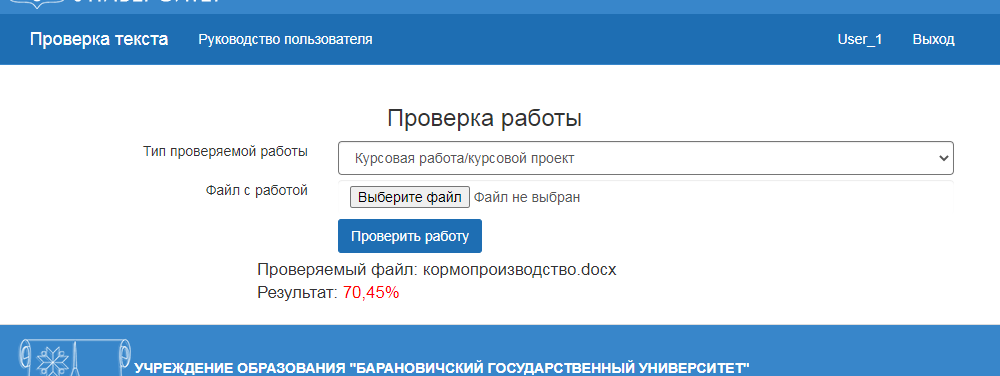 Проверка текста Руководство пользователя User_1 Выход
Проверка работы
Тип проверяемой работы Курсовая работа/курсовой проект
Файл с работой Выберите файл Файл не выбран
Проверить работу
Проверяемый файл: кормопроизводство.docx
Результат: 70,45%
УЧРЕЖДЕНИЕ ОБРАЗОВАНИЯ "БАРАНОВИЧСКИЙ ГОСУДАРСТВЕННЫЙ УНИВЕРСИТЕТ"